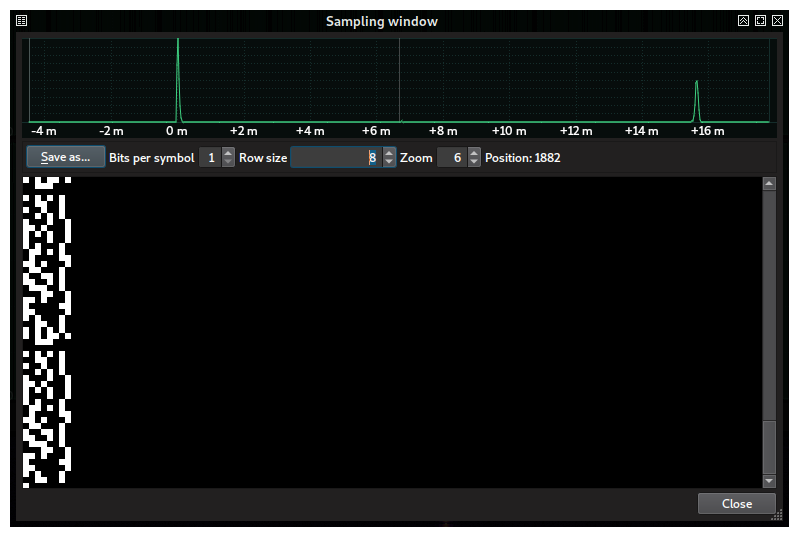 Sampling window
-4 m -2 m 0 m +2 m +4 m +6 m +8 m +10 m +12 m +14 m +16 m
Save as... Bits per symbol 1 Row size 8 Zoom 6 Position: 1882
Close